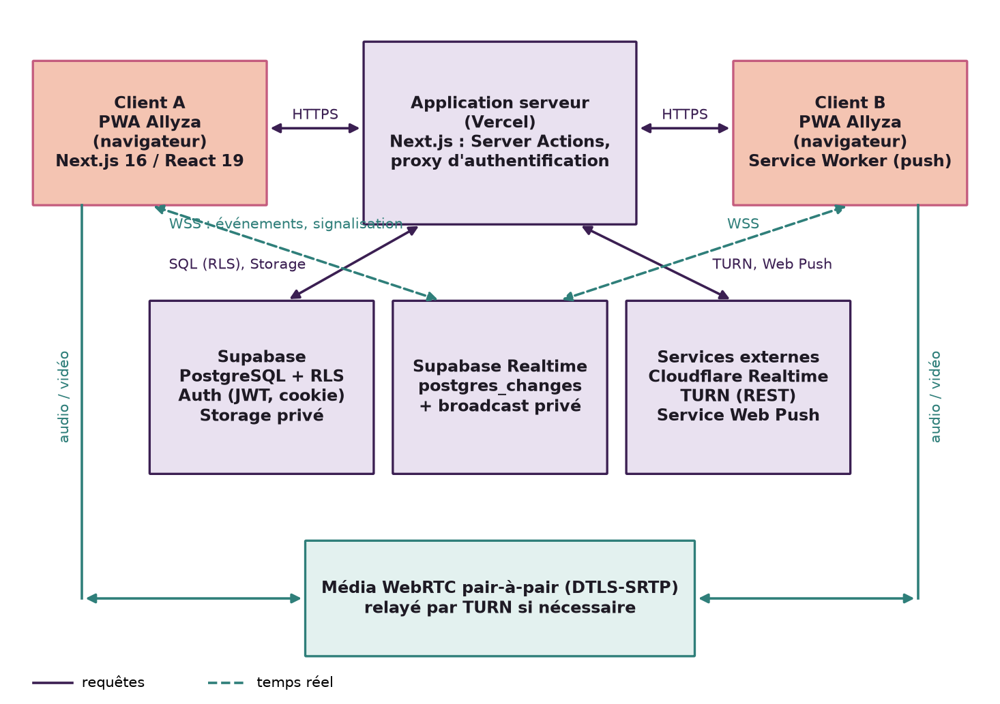 Client A
PWA Allyza
(navigateur)
Next.js 16 / React 19
HTTPS
Application serveur
(Vercel)
Next.js : Server Actions,
proxy d'authentification
HTTPS
Client B
PWA Allyza
(navigateur)
Service Worker (push)
WSS : événements, signalisation
WSS
SQL (RLS), Storage
TURN, Web Push
audio / vidéo
Supabase
PostgreSQL + RLS
Auth (JWT, cookie)
Storage privé
Supabase Realtime
postgres_changes
+ broadcast privé
Services externes
Cloudflare Realtime
TURN (REST)
Service Web Push
audio / vidéo
Média WebRTC pair-à-pair (DTLS-SRTP)
relayé par TURN si nécessaire
requêtes
temps réel